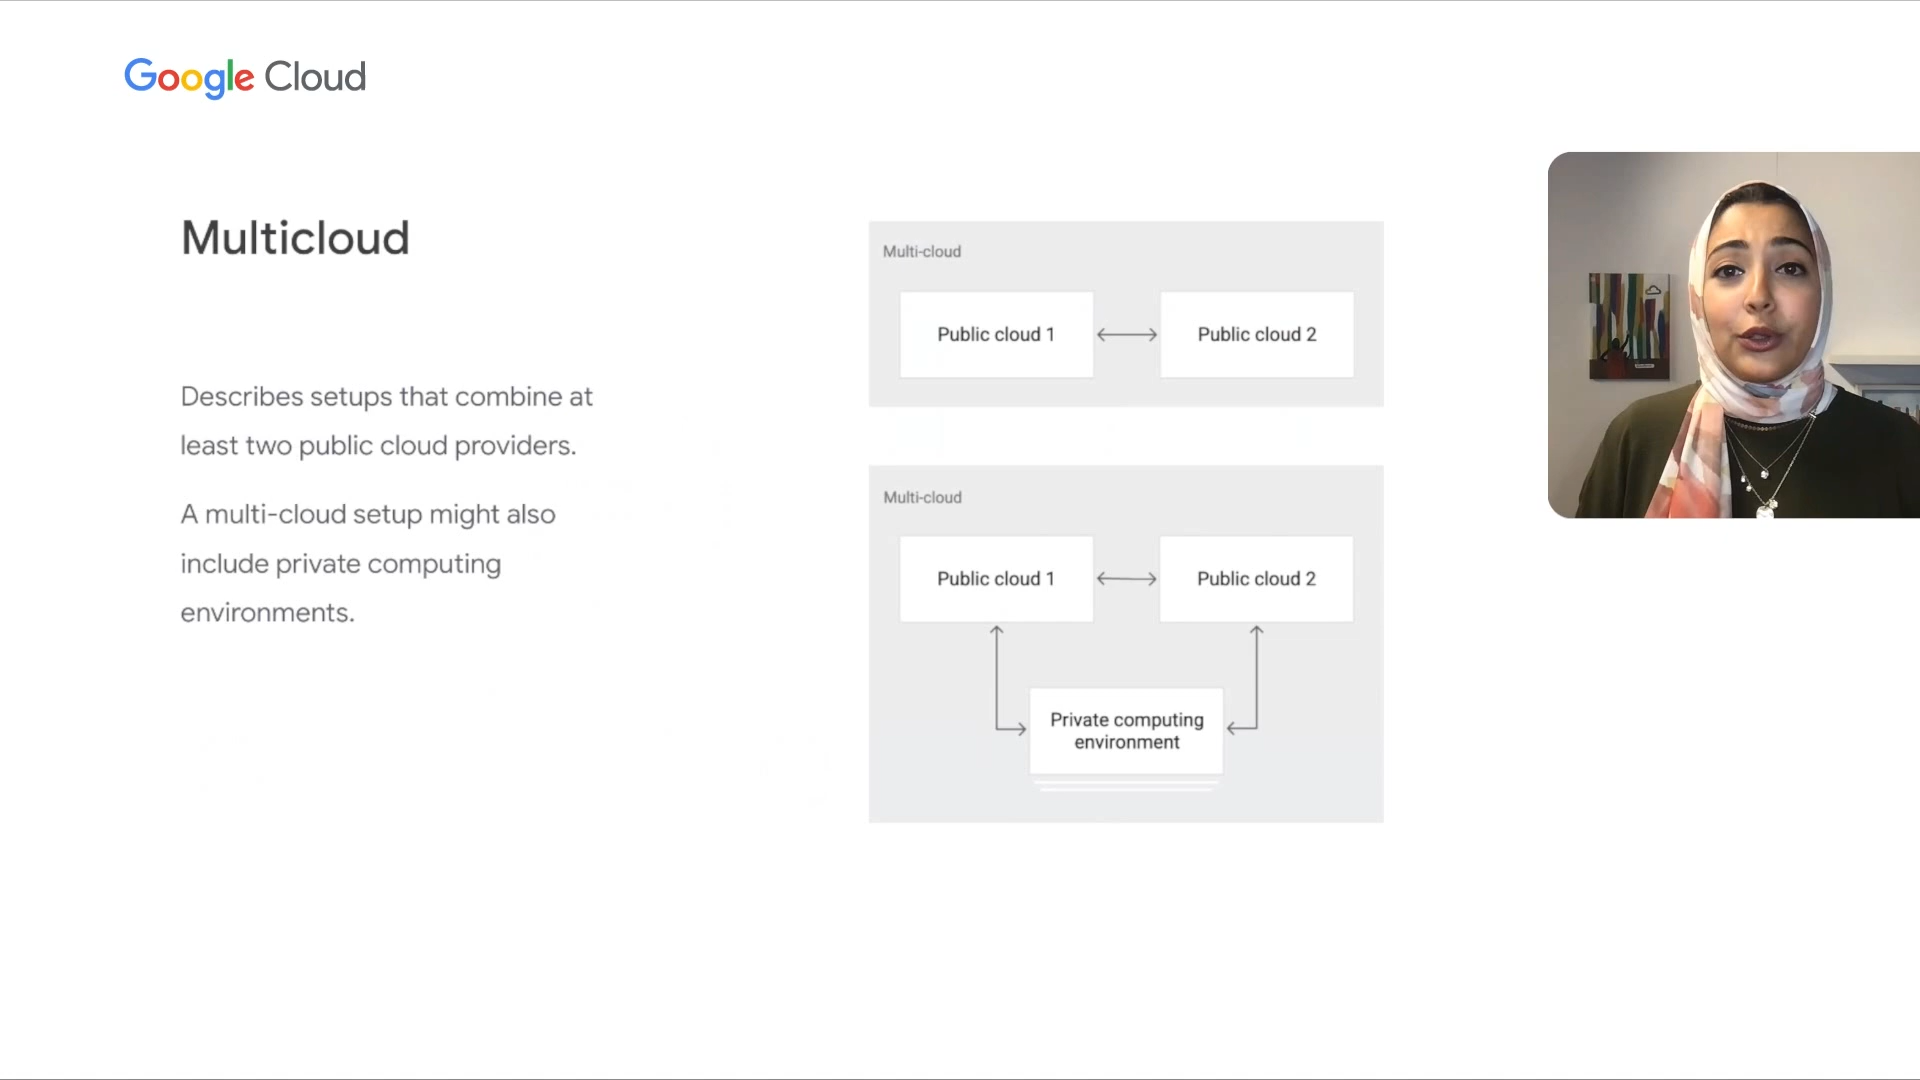 Google Cloud
Multicloud
Describes setups that combine at
least two public cloud providers.
A multi-cloud setup might also
include private computing
environments.
Multi-cloud
Public cloud 1
Public cloud 2
Multi-cloud
Public cloud 1
Public cloud 2
Private computing
environment